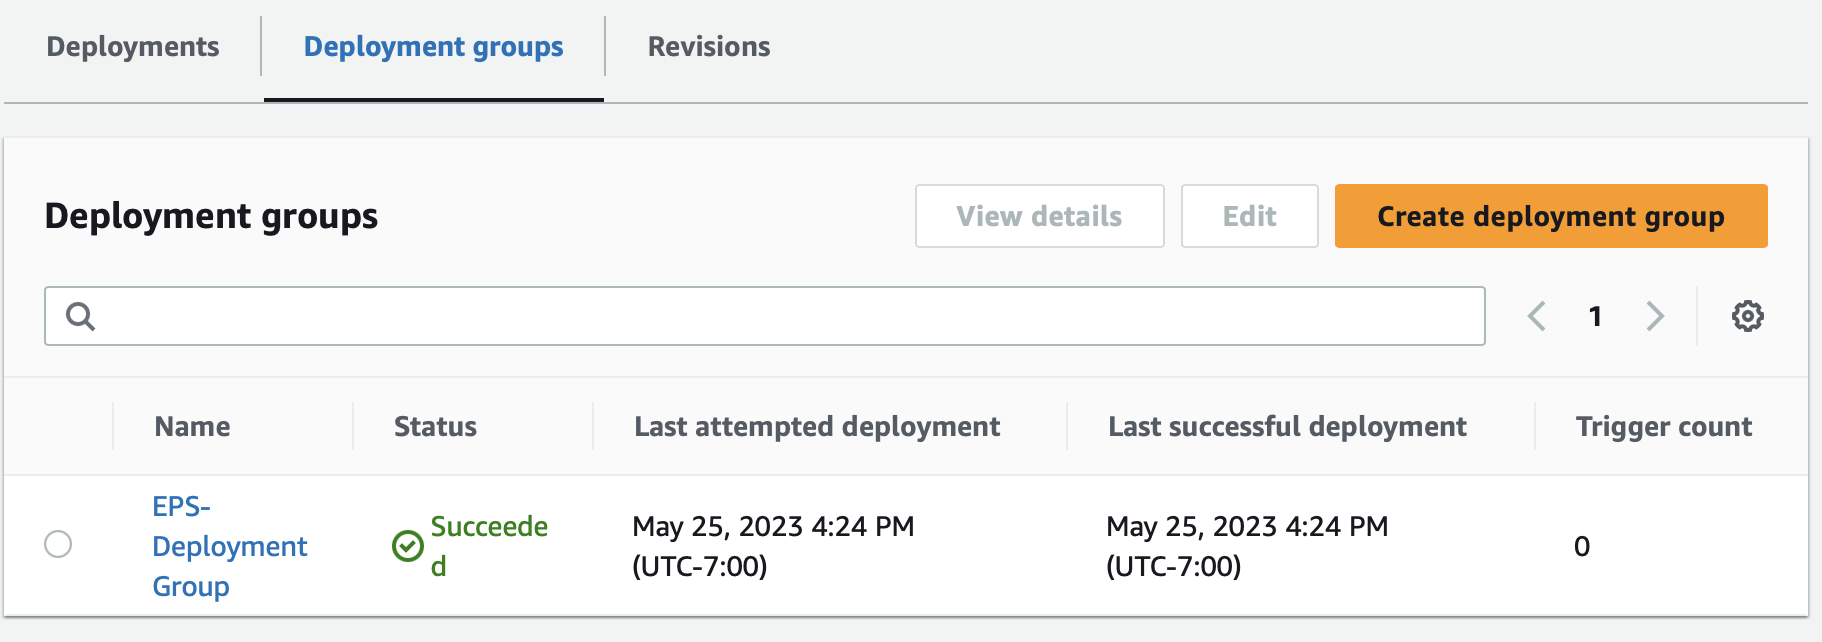 Deployments Deployment groups Revisions
Deployment groups View details Edit Create deployment group
1
Name Status Last attempted deployment Last successful deployment Trigger count
EPS-
Deployment
Group
Succeede
d
May 25, 2023 4:24 PM
(UTC-7:00)
May 25, 2023 4:24 PM
(UTC-7:00)
0